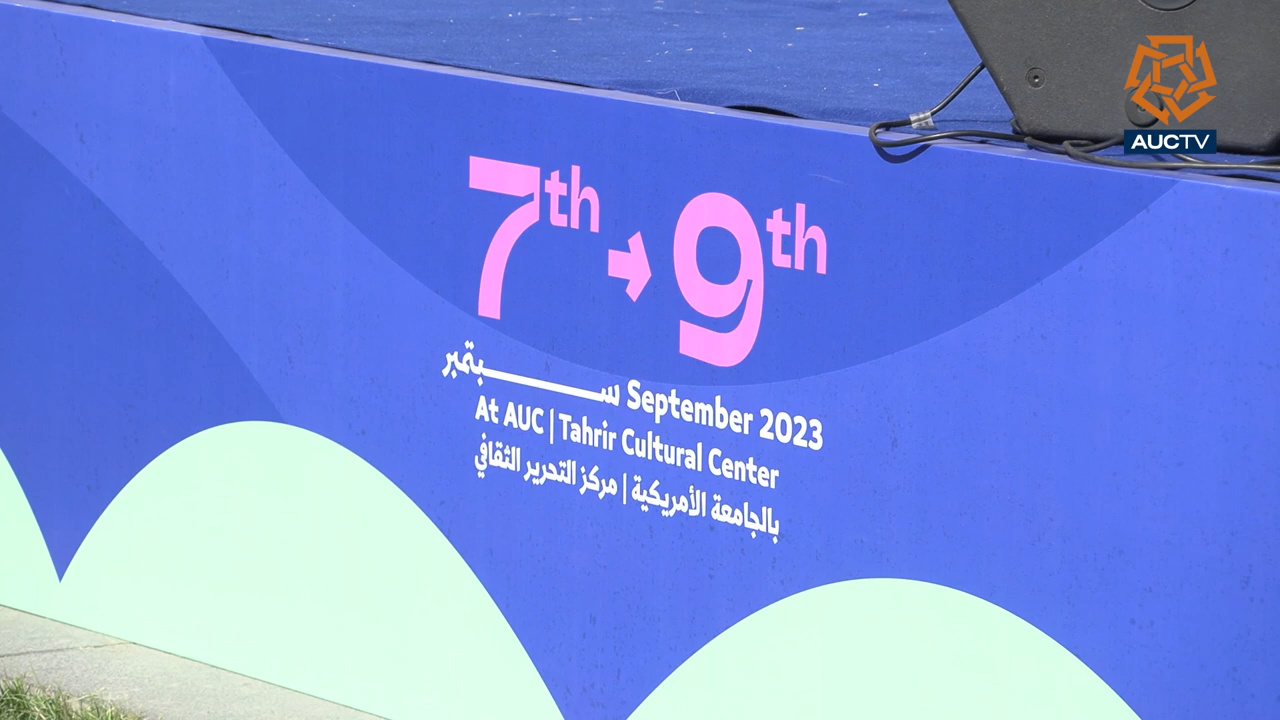 AUCTV
7th → 9th
سبتمبر September 2023
At AUC | Tahrir Cultural Center
بالجامعة الأمريكية | مركز التحرير الثقافي